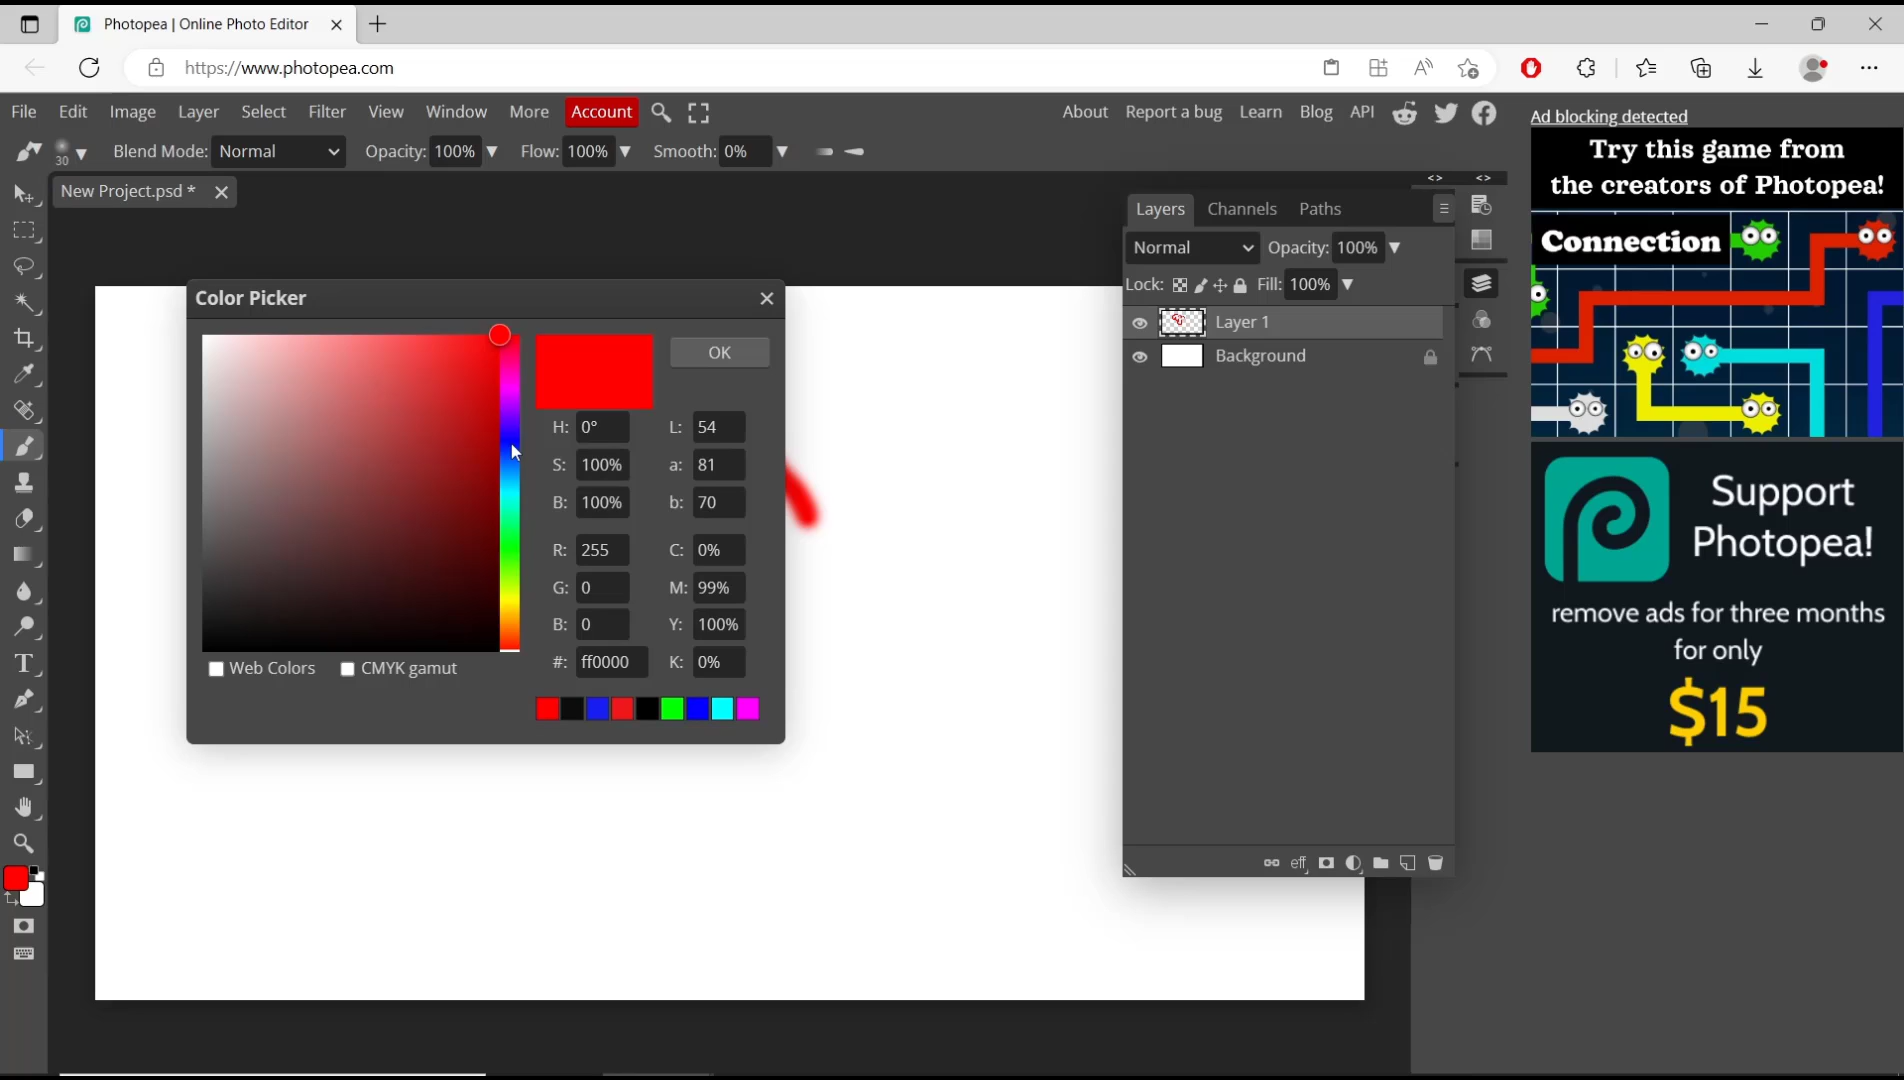 Photopea | Online Photo Editor
https://www.photopea.com
File Edit Image Layer Select Filter View Window More Account
About Report a bug Learn Blog API
30 Blend Mode: Normal Opacity: 100% Flow: 100% Smooth: 0%
New Project.psd *
Color Picker
OK
H: 0° L: 54
S: 100% a: 81
B: 100% b: 70
R: 255 C: 0%
G: 0 M: 99%
B: 0 Y: 100%
#: ff0000 K: 0%
Web Colors CMYK gamut
<> <>
Layers Channels Paths
Normal Opacity: 100%
Lock: Fill: 100%
Layer 1
Background
eff
Ad blocking detected
Try this game from
the creators of Photopea!
Connection
Support
Photopea!
remove ads for three months
for only
$15